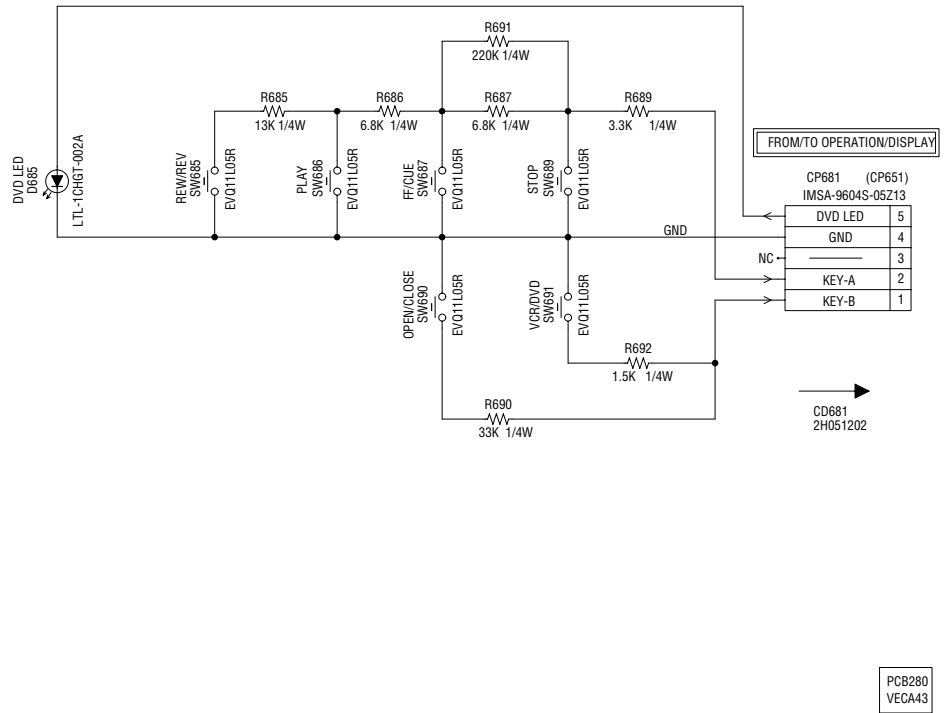 R691
220K 1/4W
R685
13K 1/4W
R686
6.8K 1/4W
R687
6.8K 1/4W
R689
3.3K 1/4W
FROM/TO OPERATION/DISPLAY
DVD LED
D685
LTL-1CHGT-002A
REW/REV
SW685
EVQ11L05R
PLAY
SW686
EVQ11L05R
FF/CUE
SW687
EVQ11L05R
STOP
SW689
EVQ11L05R
CP681 (CP651)
IMSA-9604S-05Z13
DVD LED 5
GND
GND 4
NC 3
KEY-A 2
KEY-B 1
OPEN/CLOSE
SW690
EVQ11L05R
VCR/DVD
SW691
EVQ11L05R
R692
1.5K 1/4W
R690
33K 1/4W
CD681
2H051202
PCB280
VECA43